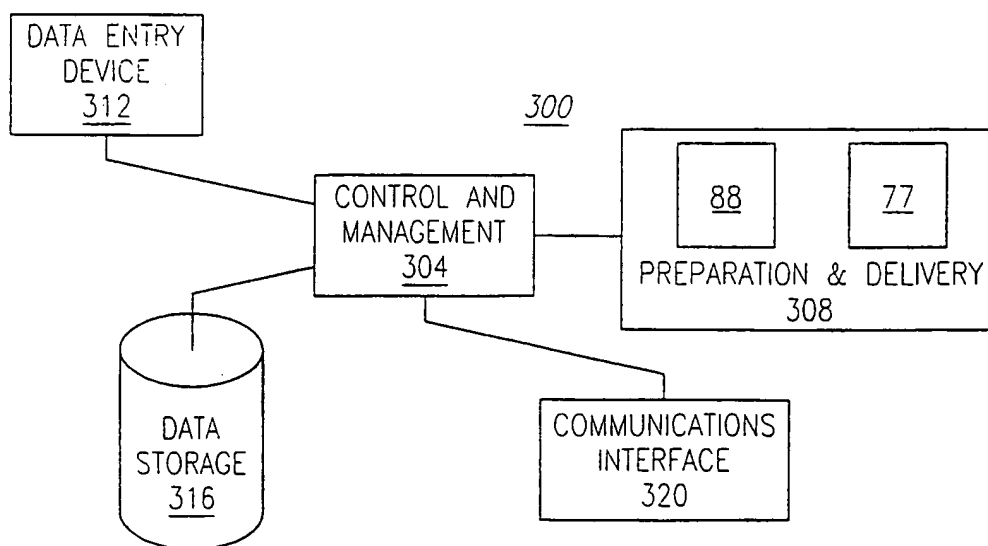 DATA ENTRY
DEVICE
312
300
CONTROL AND
MANAGEMENT
304
88
77
PREPARATION & DELIVERY
308
DATA
STORAGE
316
COMMUNICATIONS
INTERFACE
320